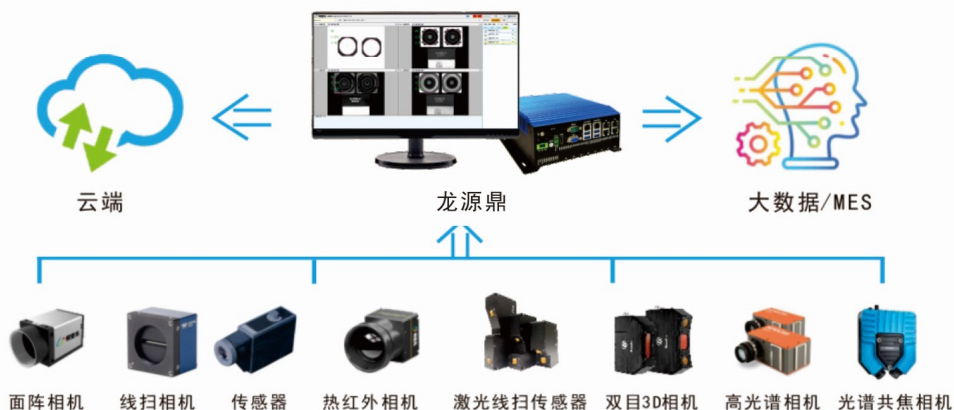 云端
龙源鼎
大数据/MES
面阵相机
线扫相机
传感器
热红外相机
激光线扫传感器
双目3D相机
高光谱相机
光谱共焦相机